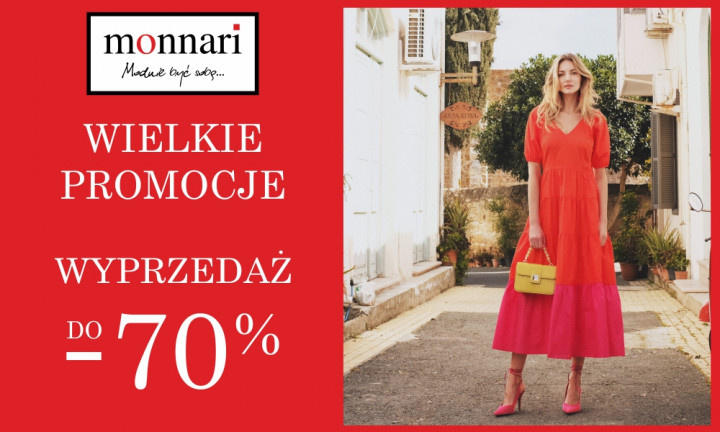 monnari
Modnie być sobą...
WIELKIE
PROMOCJE
WYPRZEDAŻ
DO
-70%